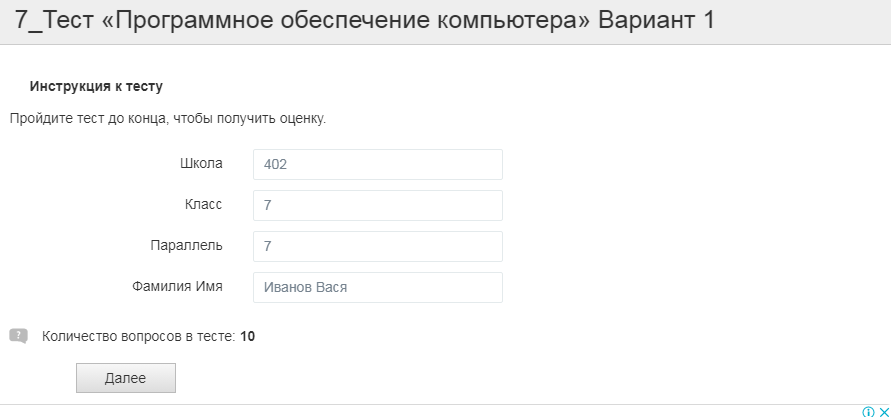 7_Тест «Программное обеспечение компьютера» Вариант 1
Инструкция к тесту
Пройдите тест до конца, чтобы получить оценку.
Школа 402
Класс 7
Параллель 7
Фамилия Имя Иванов Вася
? Количество вопросов в тесте: 10
Далее